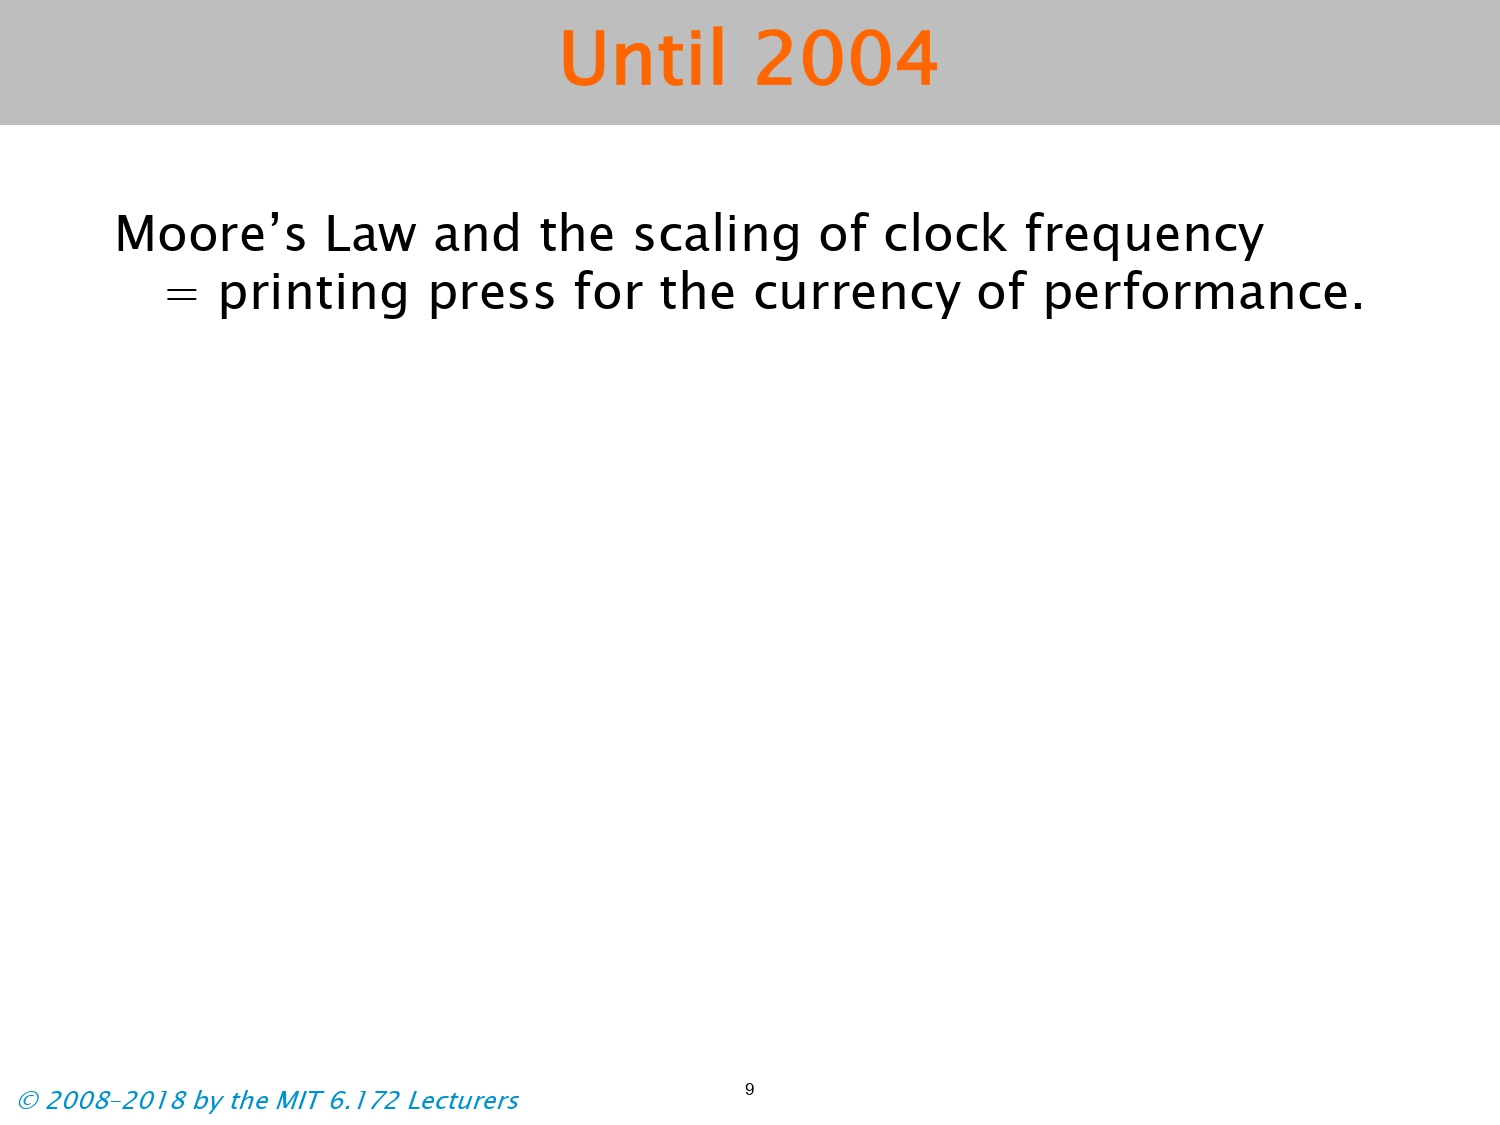 Until 2004
Moore’s Law and the scaling of clock frequency
= printing press for the currency of performance.
© 2008–2018 by the MIT 6.172 Lecturers
9